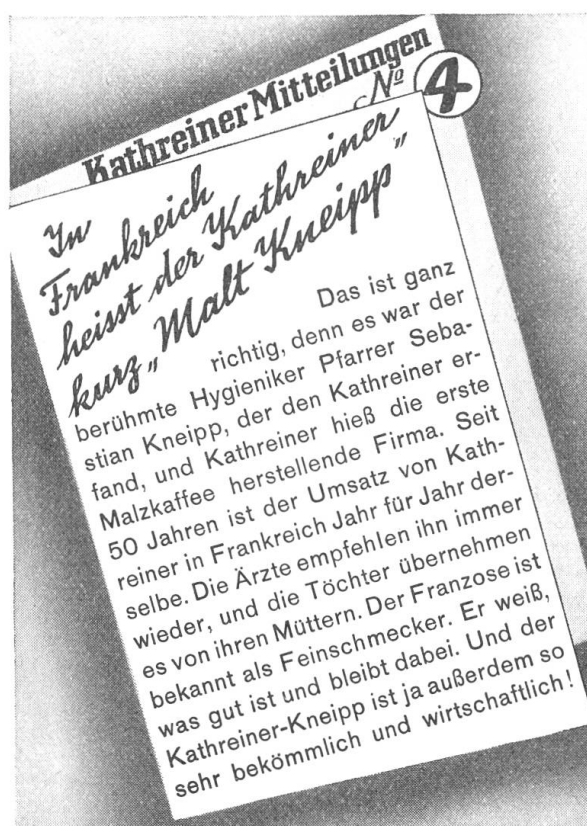 Kathreiner Mitteilungen
No 4
In
Frankreich
heisst der Kathreiner
kurz „Malt Kneipp"
Das ist ganz
richtig, denn es war der
berühmte Hygieniker Pfarrer Seba-
stian Kneipp, der den Kathreiner er-
fand, und Kathreiner hieß die erste
Malzkaffee herstellende Firma. Seit
50 Jahren ist der Umsatz von Kath-
reiner in Frankreich Jahr für Jahr der-
selbe. Die Ärzte empfehlen ihn immer
wieder, und die Töchter übernehmen
es von ihren Müttern. Der Franzose ist
bekannt als Feinschmecker. Er weiß,
was gut ist und bleibt dabei. Und der
Kathreiner-Kneipp ist ja außerdem so
sehr bekömmlich und wirtschaftlich!